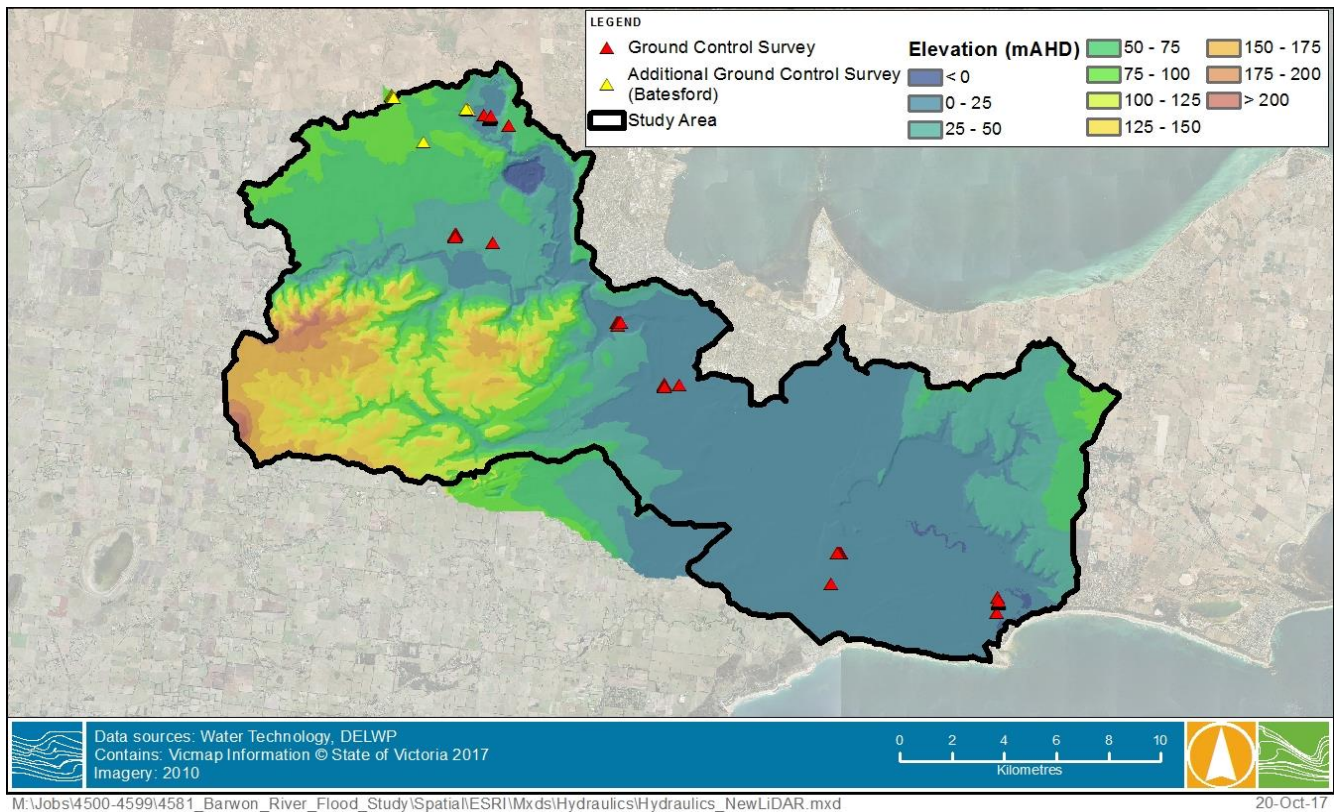 LEGEND
Ground Control Survey
Additional Ground Control Survey
(Batesford)
Study Area
Elevation (mAHD)
< 0
0 - 25
25 - 50
50 - 75
75 - 100
100 - 125
125 - 150
150 - 175
175 - 200
> 200
Data sources: Water Technology, DELWP
Contains: Vicmap Information © State of Victoria 2017
Imagery: 2010
0 2 4 6 8 10
Kilometres
M:\Jobs\4500-4599\4581_Barwon_River_Flood_Study\Spatial\ESRI\Mxds\Hydraulics\Hydraulics_NewLiDAR.mxd
20-Oct-17